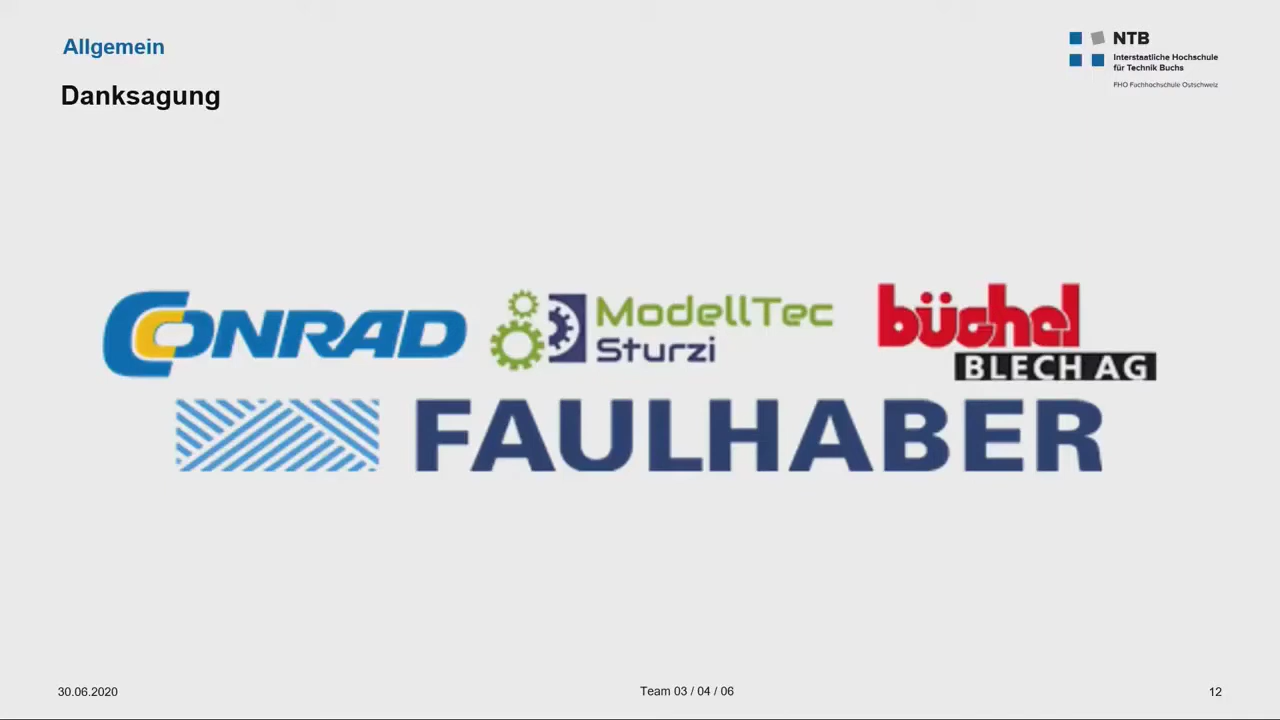 Allgemein
Danksagung
NTB
Interstaatliche Hochschule
für Technik Buchs
FHO Fachhochschule Ostschweiz
CONRAD
ModellTec
Sturzi
büchel
BLECH AG
FAULHABER
30.06.2020
Team 03 / 04 / 06
12